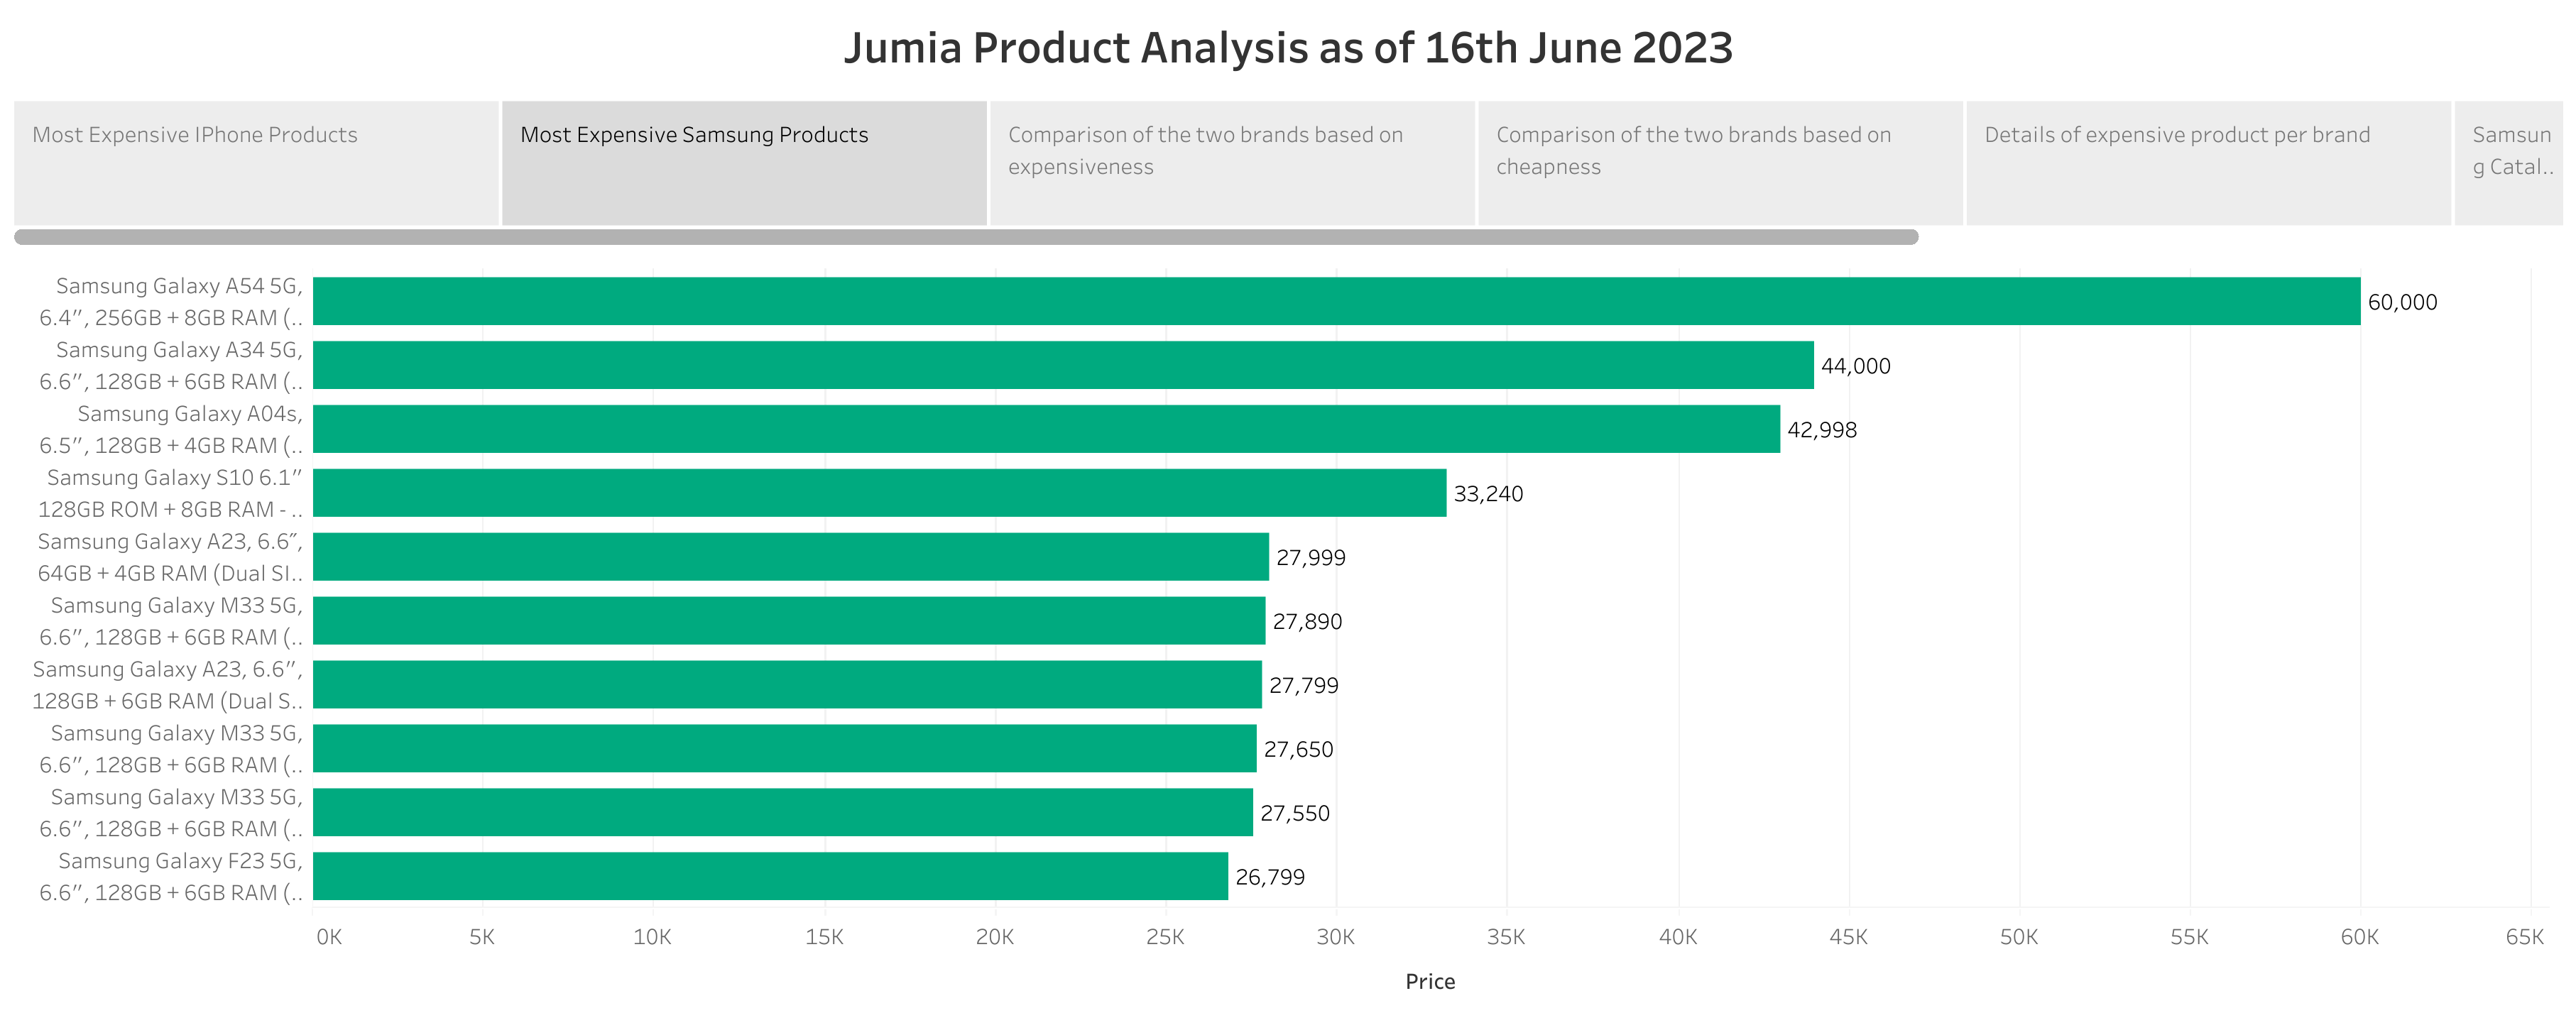 Jumia Product Analysis as of 16th June 2023
Most Expensive IPhone Products
Most Expensive Samsung Products
Comparison of the two brands based on
expensiveness
Comparison of the two brands based on
cheapness
Details of expensive product per brand
Samsun
g Catal..
Samsung Galaxy A54 5G,
6.4”, 256GB + 8GB RAM (..
60,000
Samsung Galaxy A34 5G,
6.6”, 128GB + 6GB RAM (..
44,000
Samsung Galaxy A04s,
6.5”, 128GB + 4GB RAM (..
42,998
Samsung Galaxy S10 6.1”
128GB ROM + 8GB RAM - ..
33,240
Samsung Galaxy A23, 6.6”,
64GB + 4GB RAM (Dual SI..
27,999
Samsung Galaxy M33 5G,
6.6”, 128GB + 6GB RAM (..
27,890
Samsung Galaxy A23, 6.6”,
128GB + 6GB RAM (Dual S..
27,799
Samsung Galaxy M33 5G,
6.6”, 128GB + 6GB RAM (..
27,650
Samsung Galaxy M33 5G,
6.6”, 128GB + 6GB RAM (..
27,550
Samsung Galaxy F23 5G,
6.6”, 128GB + 6GB RAM (..
26,799
0K 5K 10K 15K 20K 25K 30K 35K 40K 45K 50K 55K 60K 65K
Price